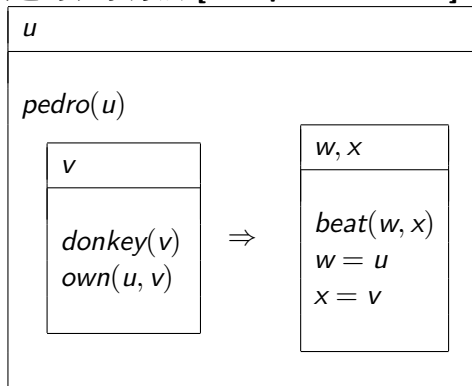 u
pedro(u)
v
donkey(v)
own(u, v)
⇒
w, x
beat(w, x)
w = u
x = v